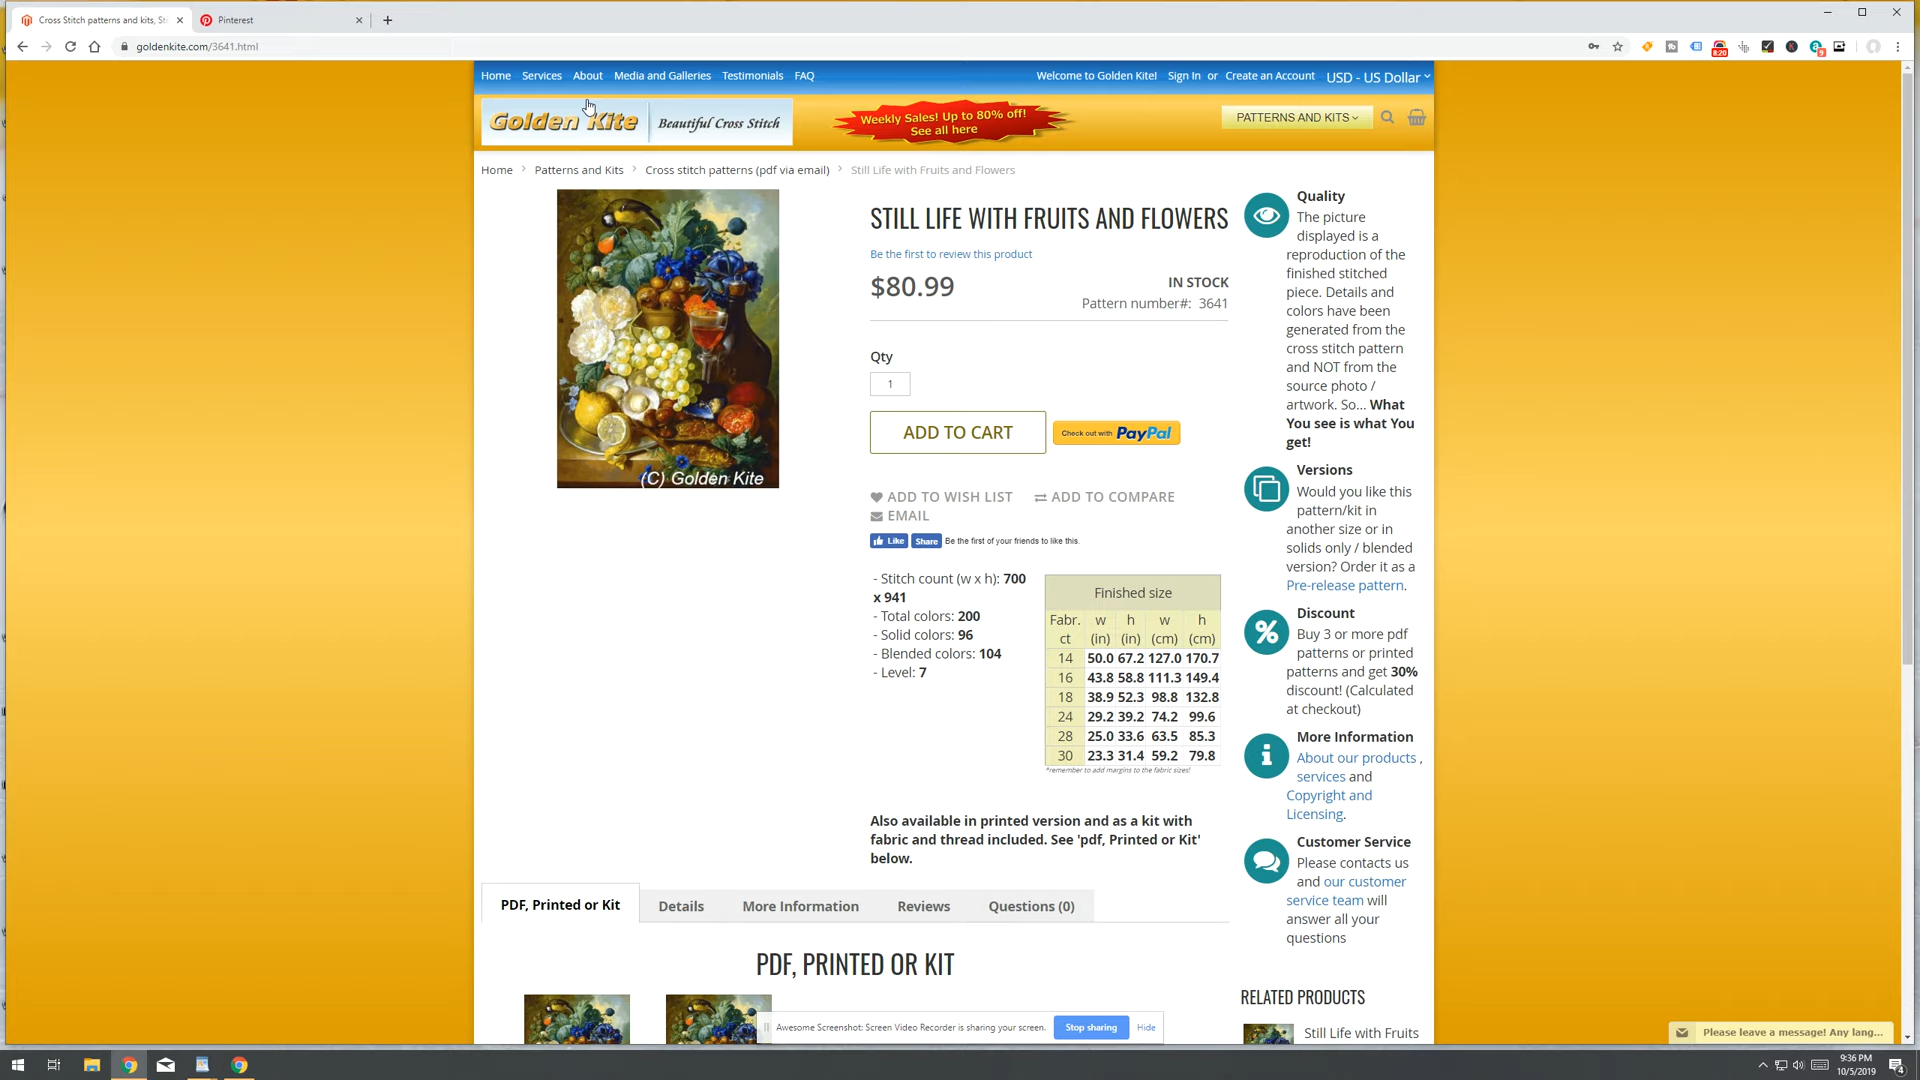 Cross Stitch patterns and kits, St
Pinterest
goldenkite.com/3641.html
8:20
9
Home Services About Media and Galleries Testimonials FAQ
Welcome to Golden Kite! Sign In or Create an Account USD - US Dollar
Golden Kite Beautiful Cross Stitch
Weekly Sales! Up to 80% off!
See all here
PATTERNS AND KITS
Home Patterns and Kits Cross stitch patterns (pdf via email) Still Life with Fruits and Flowers
(C) Golden Kite
STILL LIFE WITH FRUITS AND FLOWERS
Be the first to review this product
$80.99
IN STOCK
Pattern number#: 3641
Qty
1
ADD TO CART
Check out with PayPal
ADD TO WISH LIST ADD TO COMPARE
EMAIL
Like Share Be the first of your friends to like this.
- Stitch count (w x h): 700
x 941
- Total colors: 200
- Solid colors: 96
- Blended colors: 104
- Level: 7
Finished size
Fabr. w h w h
ct (in) (in) (cm) (cm)
14 50.0 67.2 127.0 170.7
16 43.8 58.8 111.3 149.4
18 38.9 52.3 98.8 132.8
24 29.2 39.2 74.2 99.6
28 25.0 33.6 63.5 85.3
30 23.3 31.4 59.2 79.8
*remember to add margins to the fabric sizes!
Also available in printed version and as a kit with
fabric and thread included. See 'pdf, Printed or Kit'
below.
Quality
The picture
displayed is a
reproduction of the
finished stitched
piece. Details and
colors have been
generated from the
cross stitch pattern
and NOT from the
source photo /
artwork. So... What
You see is what You
get!
Versions
Would you like this
pattern/kit in
another size or in
solids only / blended
version? Order it as a
Pre-release pattern.
Discount
Buy 3 or more pdf
patterns or printed
patterns and get 30%
discount! (Calculated
at checkout)
More Information
About our products ,
services and
Copyright and
Licensing.
Customer Service
Please contacts us
and our customer
service team will
answer all your
questions
PDF, Printed or Kit Details More Information Reviews Questions (0)
PDF, PRINTED OR KIT
RELATED PRODUCTS
Still Life with Fruits
Awesome Screenshot: Screen Video Recorder is sharing your screen. Stop sharing Hide
Please leave a message! Any lang...
9:36 PM
10/5/2019
4